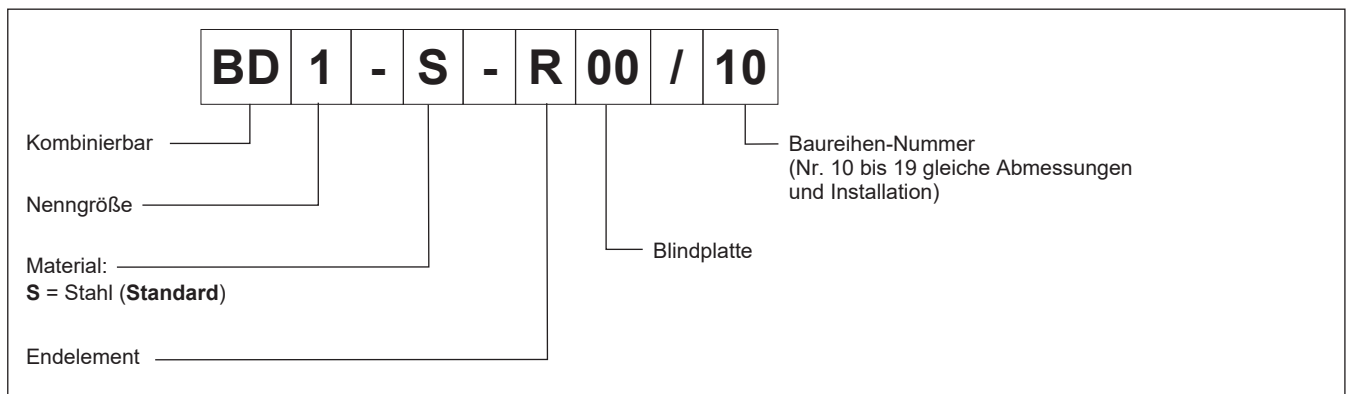 BD 1 - S - R 00 / 10
Kombinierbar
Nenngröße
Material:
S = Stahl (Standard)
Endelement
Blindplatte
Baureihen-Nummer
(Nr. 10 bis 19 gleiche Abmessungen
und Installation)